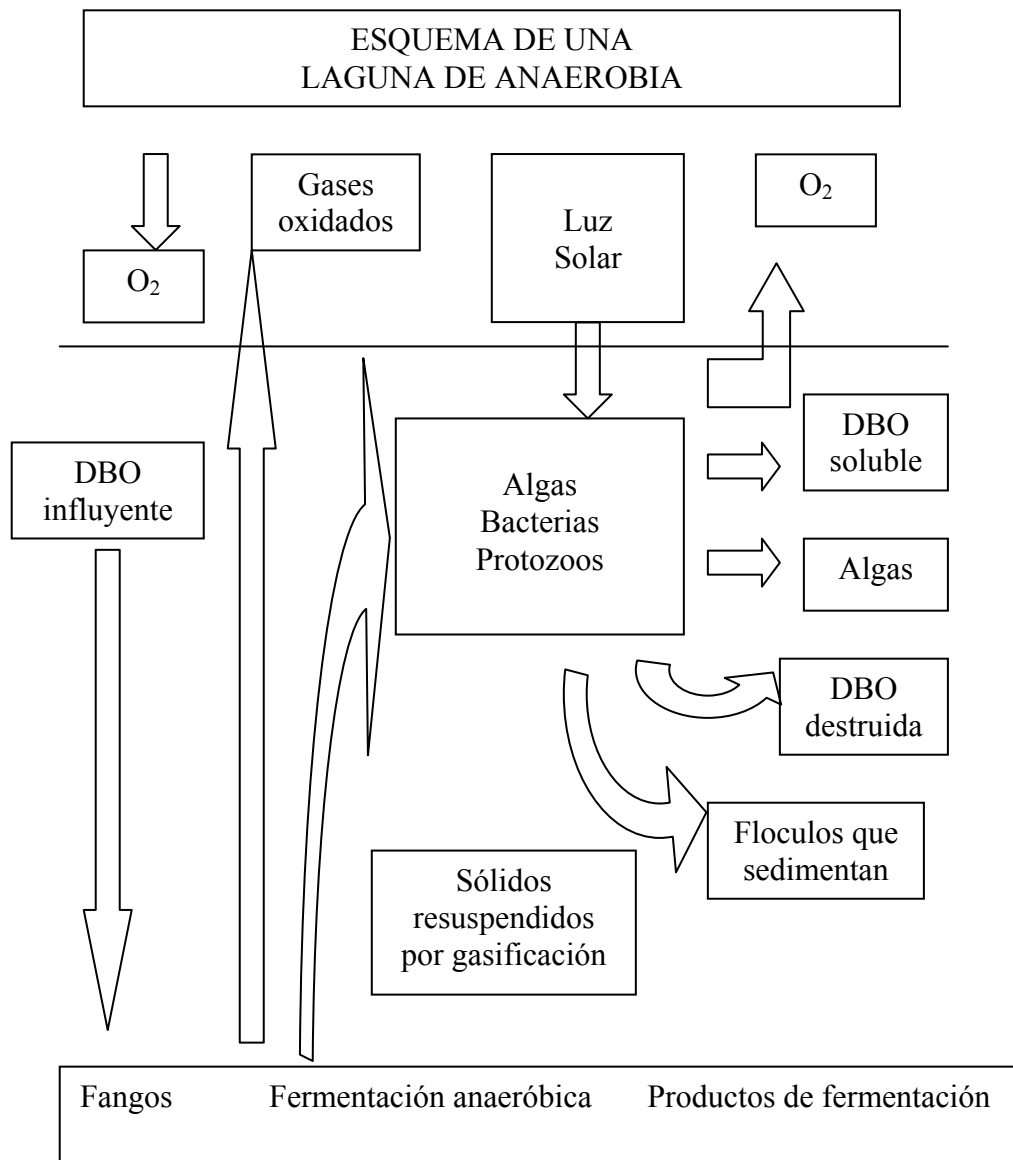 ESQUEMA DE UNA
LAGUNA DE ANAEROBIA
O₂
Gases
oxidados
Luz
Solar
O₂
DBO
influyente
Algas
Bacterias
Protozoos
DBO
soluble
Algas
DBO
destruida
Floculos que
sedimentan
Sólidos
resuspendidos
por gasificación
Fangos Fermentación anaeróbica Productos de fermentación